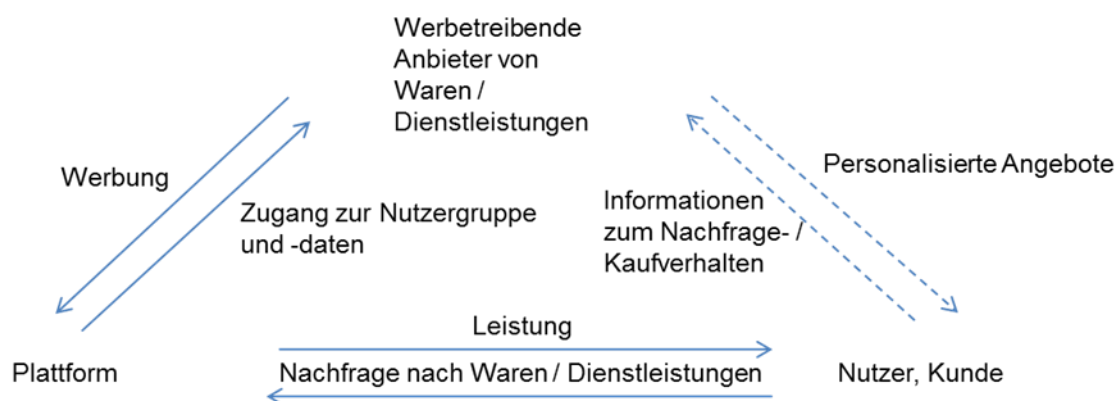 Werbetreibende
Anbieter von
Waren /
Dienstleistungen
Werbung
Zugang zur Nutzergruppe
und -daten
Informationen
zum Nachfrage- /
Kaufverhalten
Personalisierte Angebote
Leistung
Plattform
Nachfrage nach Waren / Dienstleistungen
Nutzer, Kunde